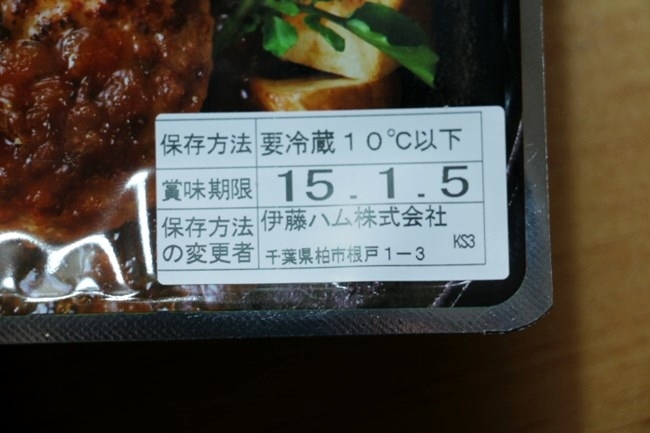 保存方法 要冷蔵10℃以下
賞味期限 15.1.5
保存方法 伊藤ハム株式会社
の変更者 千葉県柏市根戸1-3 KS3